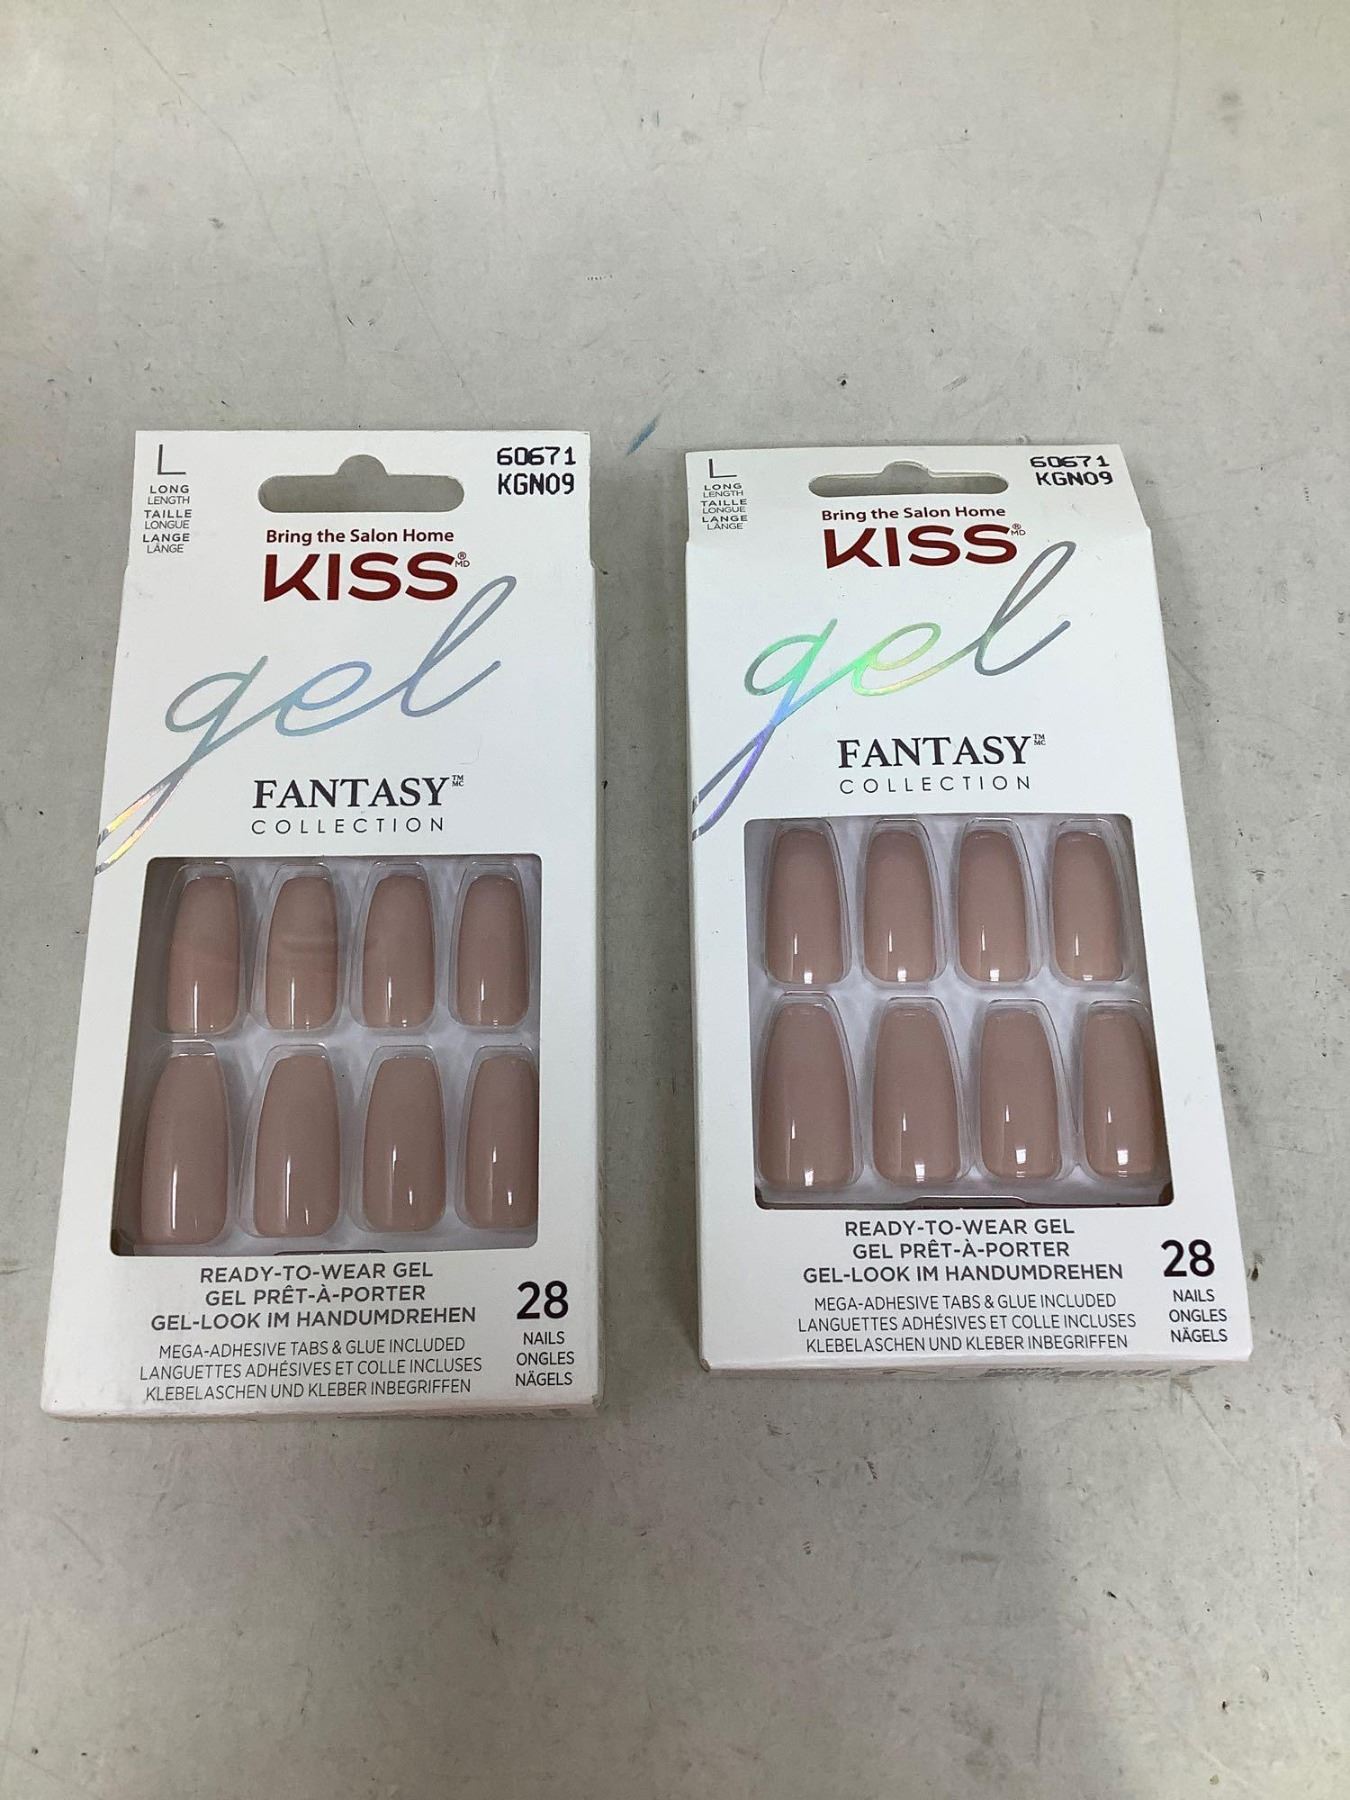 L
LONG
LENGTH
TAILLE
LONGUE
LANGE
LÄNGE
60671
KGN09
Bring the Salon Home
KISS®MD
gel
FANTASY™MC
COLLECTION
READY-TO-WEAR GEL
GEL PRÊT-À-PORTER
GEL-LOOK IM HANDUMDREHEN
MEGA-ADHESIVE TABS & GLUE INCLUDED
LANGUETTES ADHÉSIVES ET COLLE INCLUSES
KLEBELASCHEN UND KLEBER INBEGRIFFEN
28
NAILS
ONGLES
NÄGELS
L
LONG
LENGTH
TAILLE
LONGUE
LANGE
LÄNGE
60671
KGN09
Bring the Salon Home
KISS®MD
gel
FANTASY™MC
COLLECTION
READY-TO-WEAR GEL
GEL PRÊT-À-PORTER
GEL-LOOK IM HANDUMDREHEN
MEGA-ADHESIVE TABS & GLUE INCLUDED
LANGUETTES ADHÉSIVES ET COLLE INCLUSES
KLEBELASCHEN UND KLEBER INBEGRIFFEN
28
NAILS
ONGLES
NÄGELS